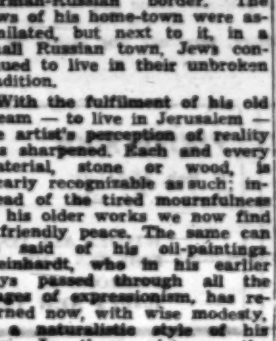 rman-Russian border. The
ws of his home-town were as-
milated, but next to it, in a
all Russian town, Jews con-
ued to live in their unbroken
dition.
With the fulfilment of his old
eam — to live in Jerusalem —
e artist's perception of reality
s sharpened. Each and every
aterial, stone or wood, is
early recognizable as such; in-
ead of the tired mournfulness
his older works we now find
friendly peace. The same can
said of his oil-paintings
einhardt, who in his earlier
ys passed through all the
ages of expressionism, has re-
rned now, with wise modesty,
a naturalistic style of his